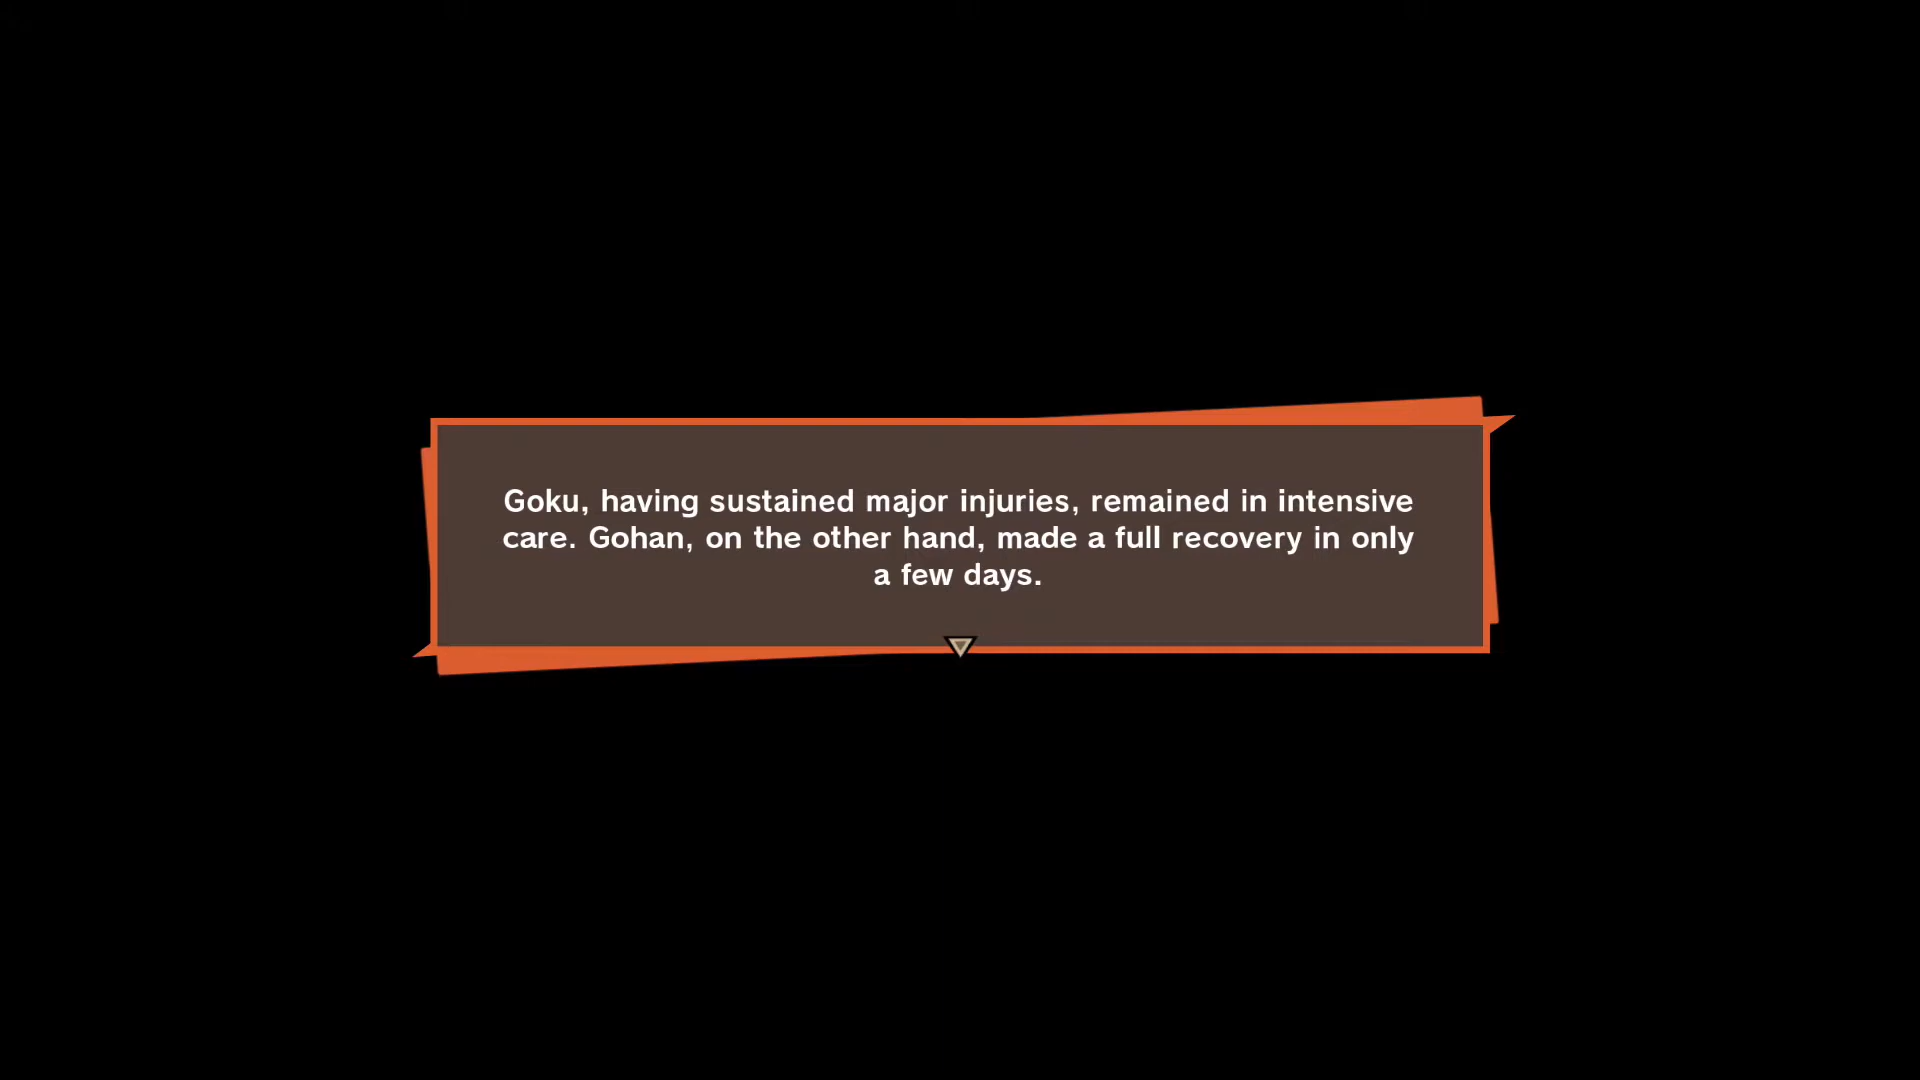 Goku, having sustained major injuries, remained in intensive
care. Gohan, on the other hand, made a full recovery in only
a few days.